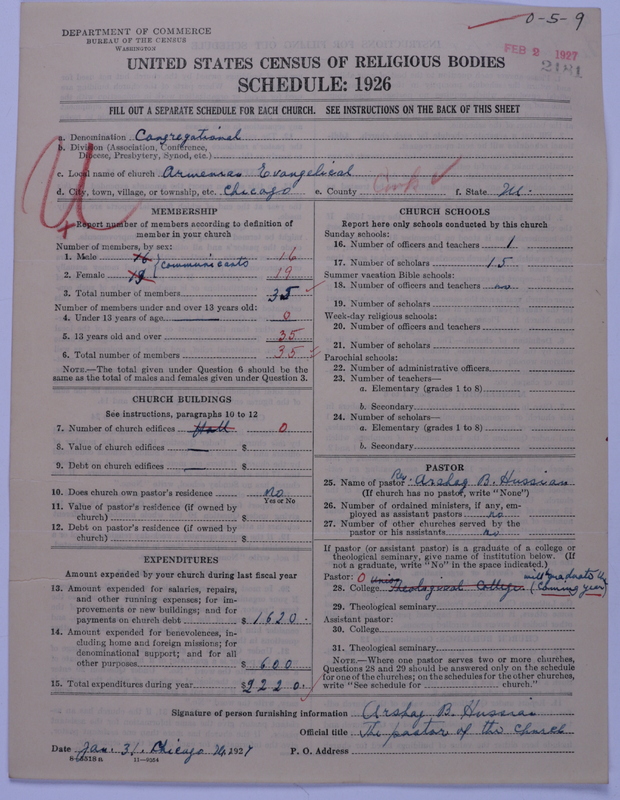 0-5-9
DEPARTMENT OF COMMERCE
BUREAU OF THE CENSUS
WASHINGTON
FEB 2 1927
2181
UNITED STATES CENSUS OF RELIGIOUS BODIES
SCHEDULE: 1926
FILL OUT A SEPARATE SCHEDULE FOR EACH CHURCH. SEE INSTRUCTIONS ON THE BACK OF THIS SHEET
a. Denomination Congregational
b. Division (Association, Conference,
Diocese, Presbytery, Synod, etc.)
c. Local name of church Armenian Evangelical
d. City, town, village, or township, etc. Chicago e. County Cook f. State Ill.
MEMBERSHIP
Report number of members according to definition of
member in your church
Number of members, by sex:
1. Male 16 communicants 16
2. Female 19 19
3. Total number of members 35
Number of members under and over 13 years old:
4. Under 13 years of age 0
5. 13 years old and over 35
6. Total number of members 35
NOTE.—The total given under Question 6 should be
same as the total of males and females given under Question 3.
CHURCH BUILDINGS
See instructions, paragraphs 10 to 12
7. Number of church edifices Hall 0
8. Value of church edifices $
9. Debt on church edifices $
10. Does church own pastor's residence No
Yes or No
11. Value of pastor's residence (if owned by
church) $
12. Debt on pastor's residence (if owned by
church) $
EXPENDITURES
Amount expended by your church during last fiscal year
13. Amount expended for salaries, repairs,
and other running expenses; for im-
provements or new buildings; and for
payments on church debt $ 1620.
14. Amount expended for benevolences, in-
cluding home and foreign missions; for
denominational support; and for all
other purposes $ 600
15. Total expenditures during year $ 2220.
CHURCH SCHOOLS
Report here only schools conducted by this church
Sunday schools:
16. Number of officers and teachers 1
17. Number of scholars 15
Summer vacation Bible schools:
18. Number of officers and teachers no
19. Number of scholars
Week-day religious schools:
20. Number of officers and teachers
21. Number of scholars
Parochial schools:
22. Number of administrative officers
23. Number of teachers—
a. Elementary (grades 1 to 8)
b. Secondary
24. Number of scholars—
a. Elementary (grades 1 to 8)
b. Secondary
PASTOR
25. Name of pastor Rev. Arshag B. Hussian
(If church has no pastor, write "None")
26. Number of ordained ministers, if any, em-
ployed as assistant pastors no
27. Number of other churches served by the
pastor or his assistants No
If pastor (or assistant pastor) is a graduate of a college or
theological seminary, give name of institution below. (If
not a graduate, write "No" in the space indicated.)
Pastor: 0 will graduate
28. College Theological College (Coming year)
29. Theological seminary
Assistant pastor:
30. College
31. Theological seminary
NOTE.—Where one pastor serves two or more churches,
Questions 28 and 29 should be answered only on the schedule
for one of the churches; on the schedules for the other churches,
write "See schedule for church."
Signature of person furnishing information Arshag B. Hussian
Official title The pastor of the church
Date Jan. 31. Chicago Ill, 1927 P. O. Address
11-9264